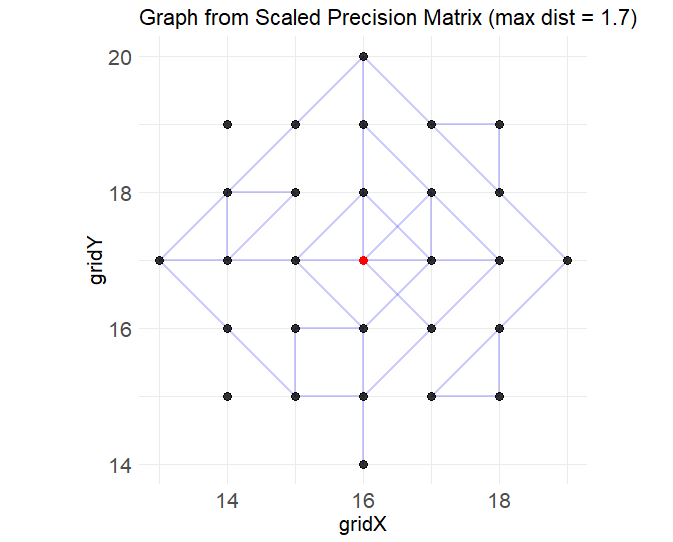 Graph from Scaled Precision Matrix (max dist = 1.7)
20
18
16
14
gridY
14 16 18
gridX